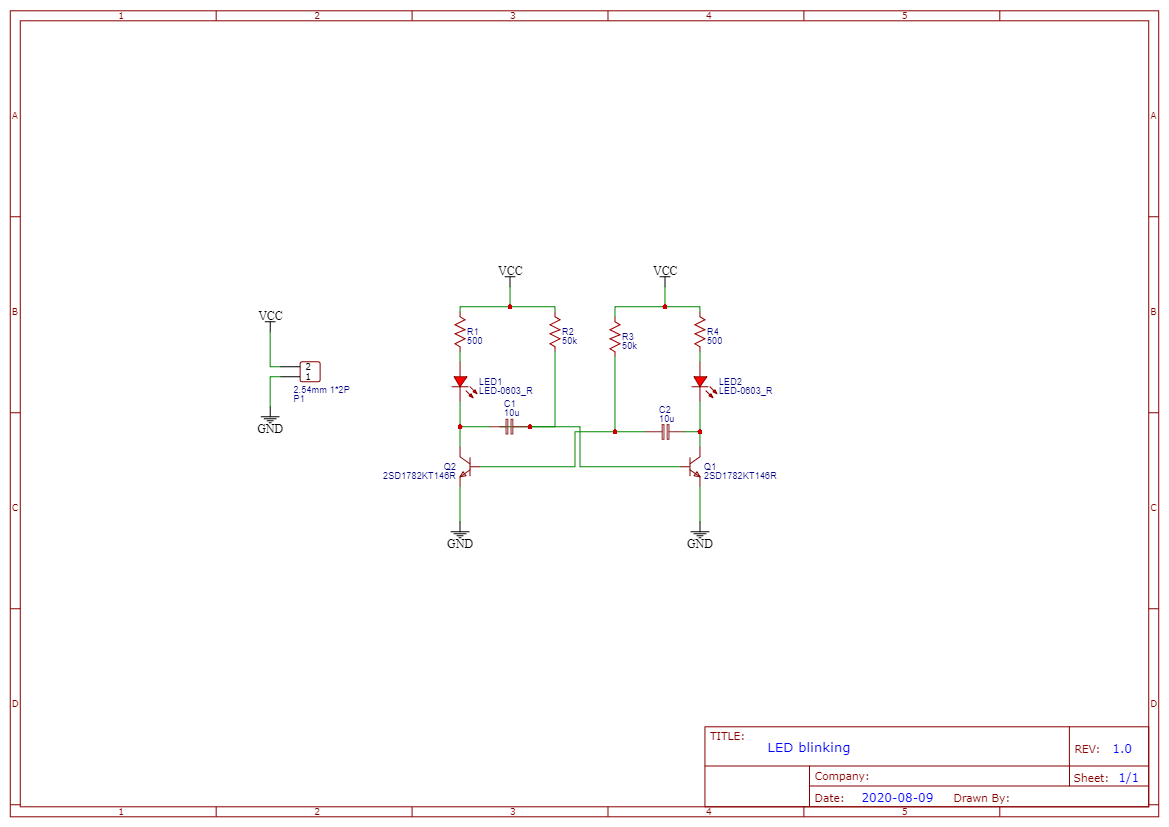 1 2 3 4 5
A A
VCC VCC
VCC
B B
2
1
2.54mm 1*2P
P1
GND
R1
500
R2
50k
R3
50k
R4
500
LED1
LED-0603_R
LED2
LED-0603_R
C1
10u
C2
10u
Q2
2SD1782KT146R
Q1
2SD1782KT146R
C C
GND GND
D D
TITLE:
LED blinking
REV: 1.0
Company:
Sheet: 1/1
Date: 2020-08-09 Drawn By:
1 2 3 4 5